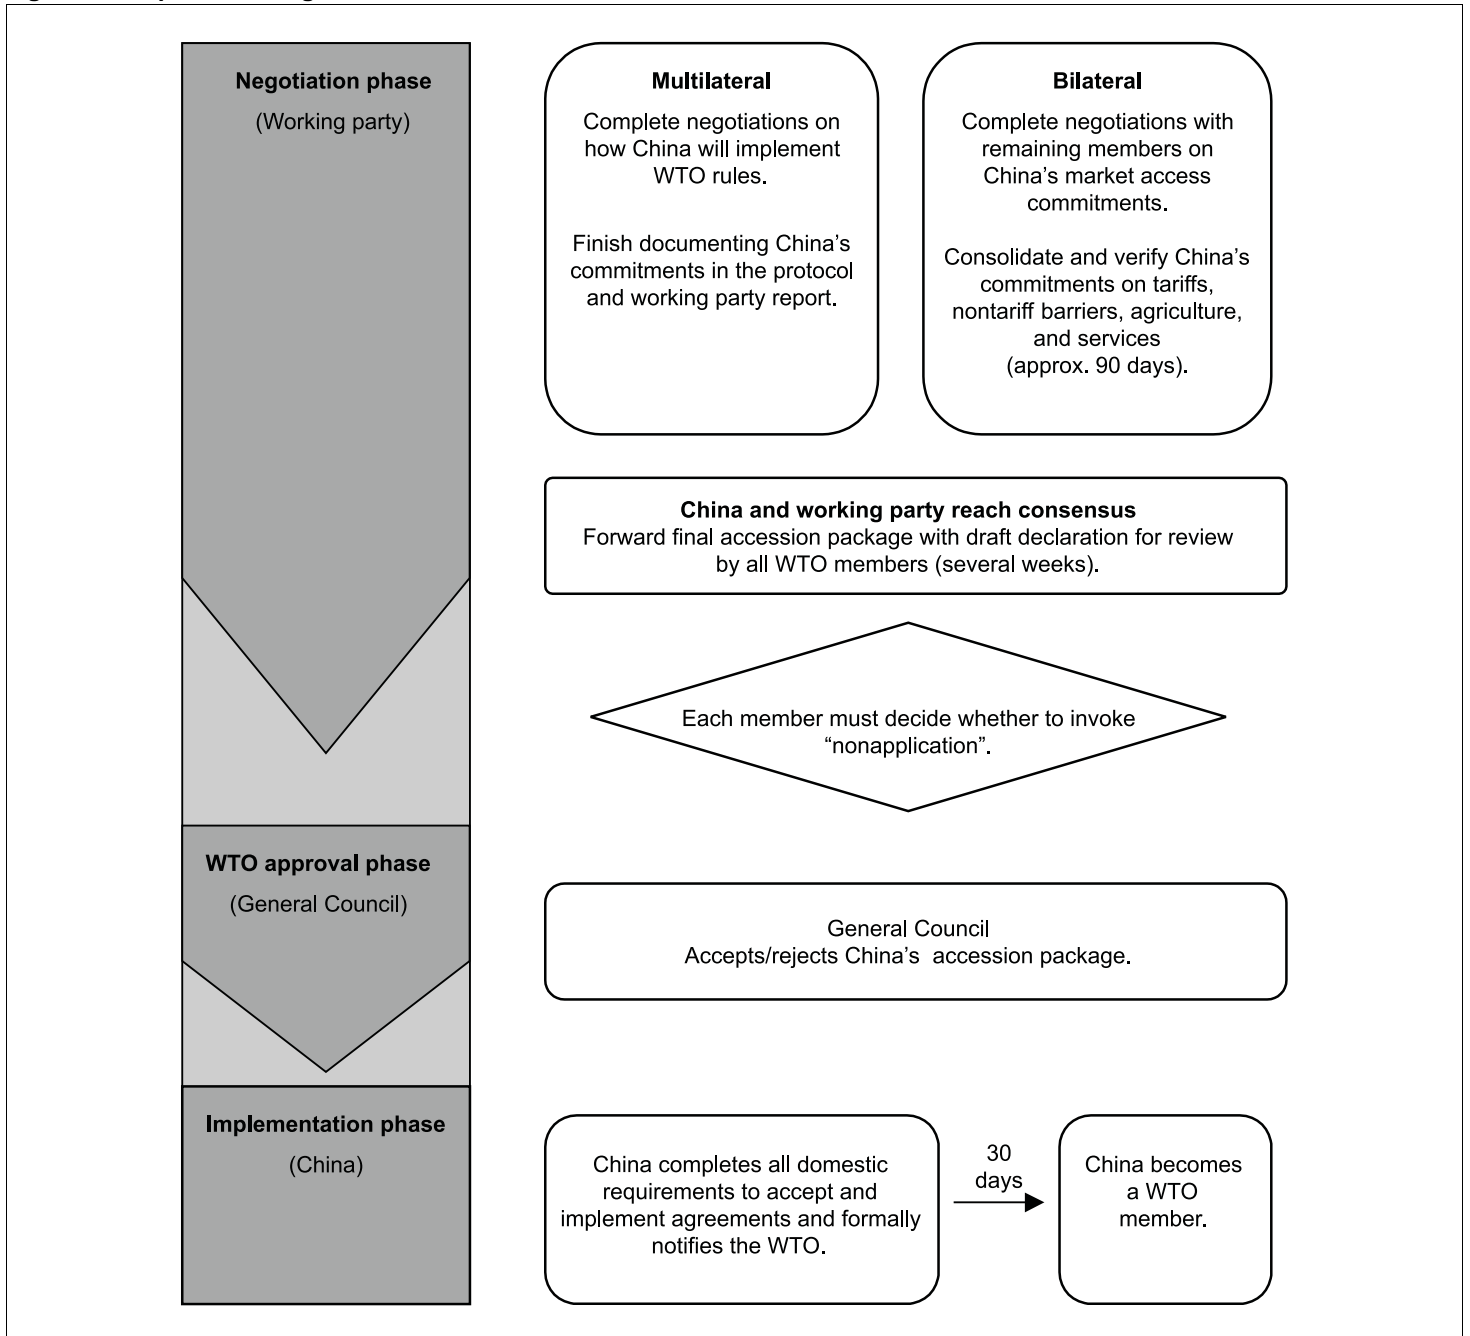 Negotiation phase
(Working party)
Multilateral
Complete negotiations on
how China will implement
WTO rules.
Finish documenting China’s
commitments in the protocol
and working party report.
Bilateral
Complete negotiations with
remaining members on
China’s market access
commitments.
Consolidate and verify China’s
commitments on tariffs,
nontariff barriers, agriculture,
and services
(approx. 90 days).
China and working party reach consensus
Forward final accession package with draft declaration for review
by all WTO members (several weeks).
Each member must decide whether to invoke
“nonapplication”.
WTO approval phase
(General Council)
General Council
Accepts/rejects China’s accession package.
Implementation phase
(China)
China completes all domestic
requirements to accept and
implement agreements and formally
notifies the WTO.
30
days
China becomes
a WTO
member.